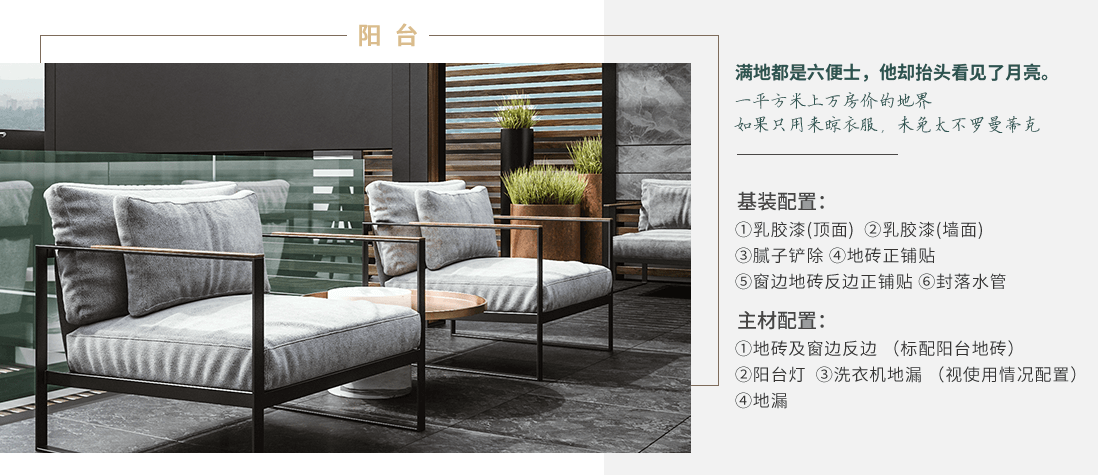 阳台
满地都是六便士，他却抬头看见了月亮。
一平方米上万房价的地界
如果只用来晾衣服，未免太不罗曼蒂克
基装配置：
①乳胶漆(顶面) ②乳胶漆(墙面)
③腻子铲除 ④地砖正铺贴
⑤窗边地砖反边正铺贴 ⑥封落水管
主材配置：
①地砖及窗边反边 （标配阳台地砖）
②阳台灯 ③洗衣机地漏 （视使用情况配置）
④地漏